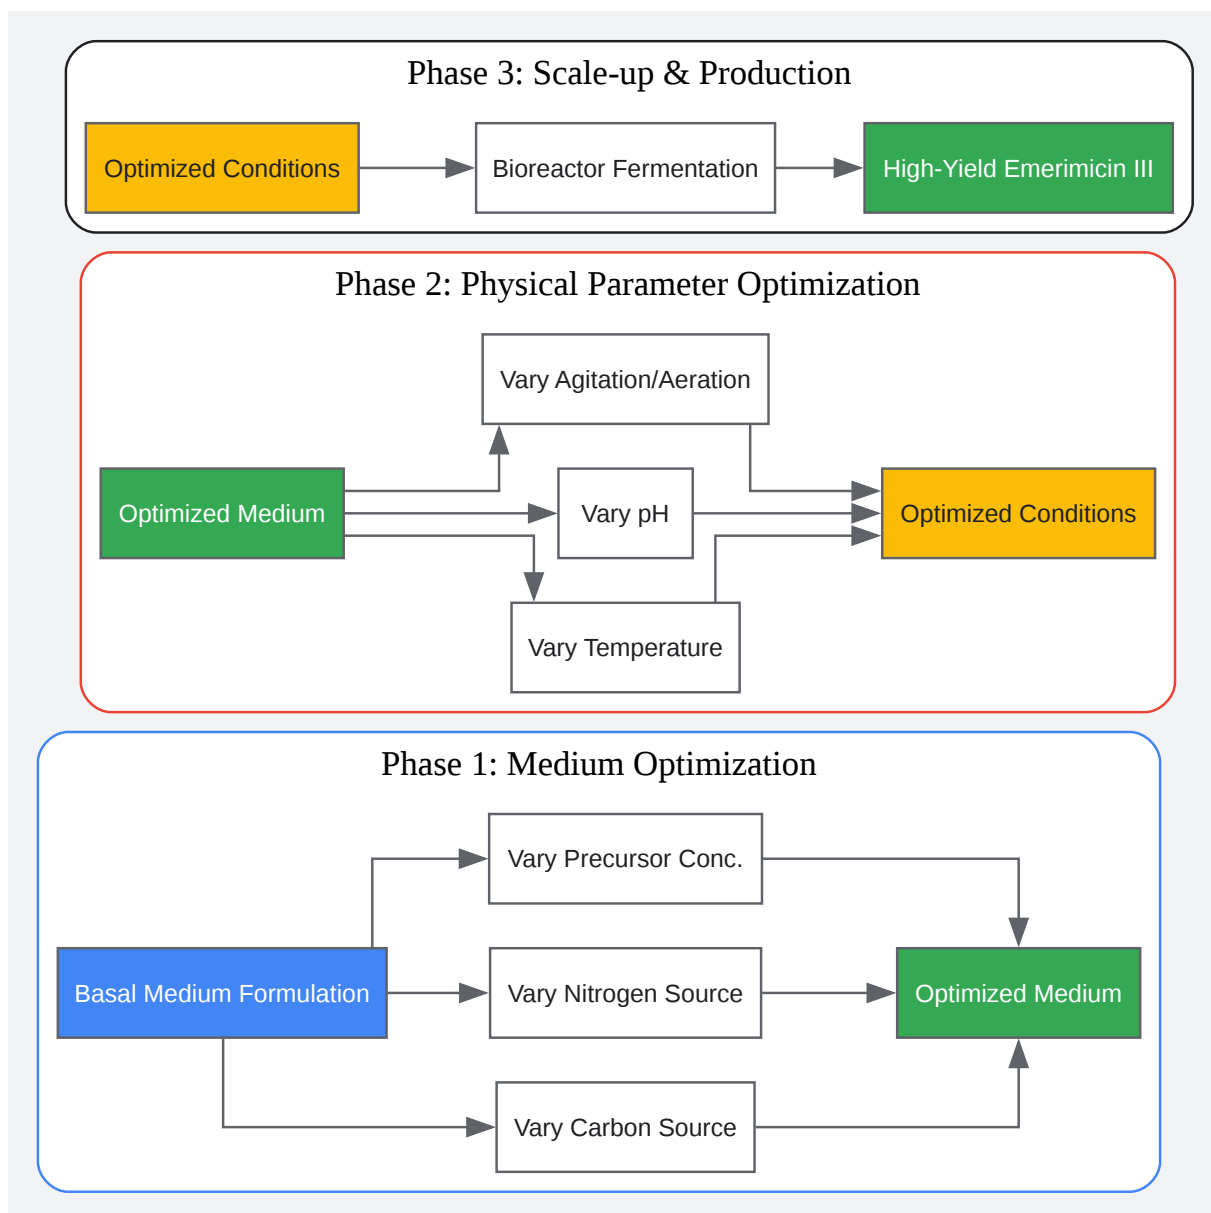 Phase 3: Scale-up & Production
Optimized Conditions
Bioreactor Fermentation
High-Yield Emerimicin III
Phase 2: Physical Parameter Optimization
Vary Agitation/Aeration
Optimized Medium
Vary pH
Optimized Conditions
Vary Temperature
Phase 1: Medium Optimization
Vary Precursor Conc.
Basal Medium Formulation
Vary Nitrogen Source
Optimized Medium
Vary Carbon Source